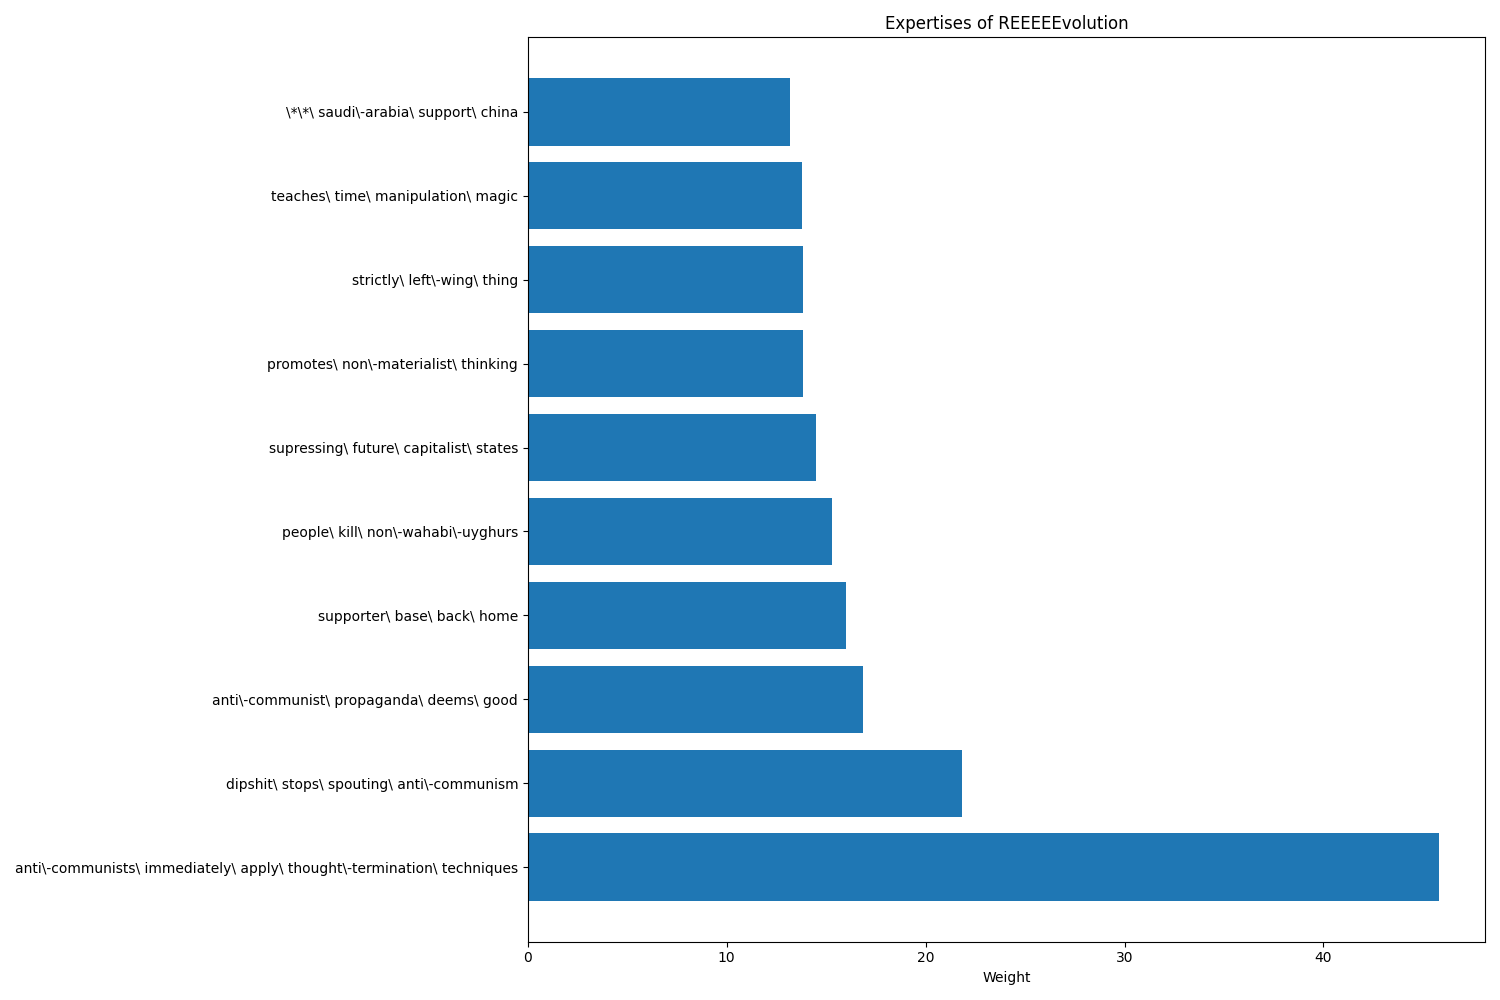 Expertises of REEEEEvolution
\*\*\ saudi\-arabia\ support\ china
teaches\ time\ manipulation\ magic
strictly\ left\-wing\ thing
promotes\ non\-materialist\ thinking
supressing\ future\ capitalist\ states
people\ kill\ non\-wahabi\-uyghurs
supporter\ base\ back\ home
anti\-communist\ propaganda\ deems\ good
dipshit\ stops\ spouting\ anti\-communism
anti\-communists\ immediately\ apply\ thought\-termination\ techniques
0 10 20 30 40
Weight